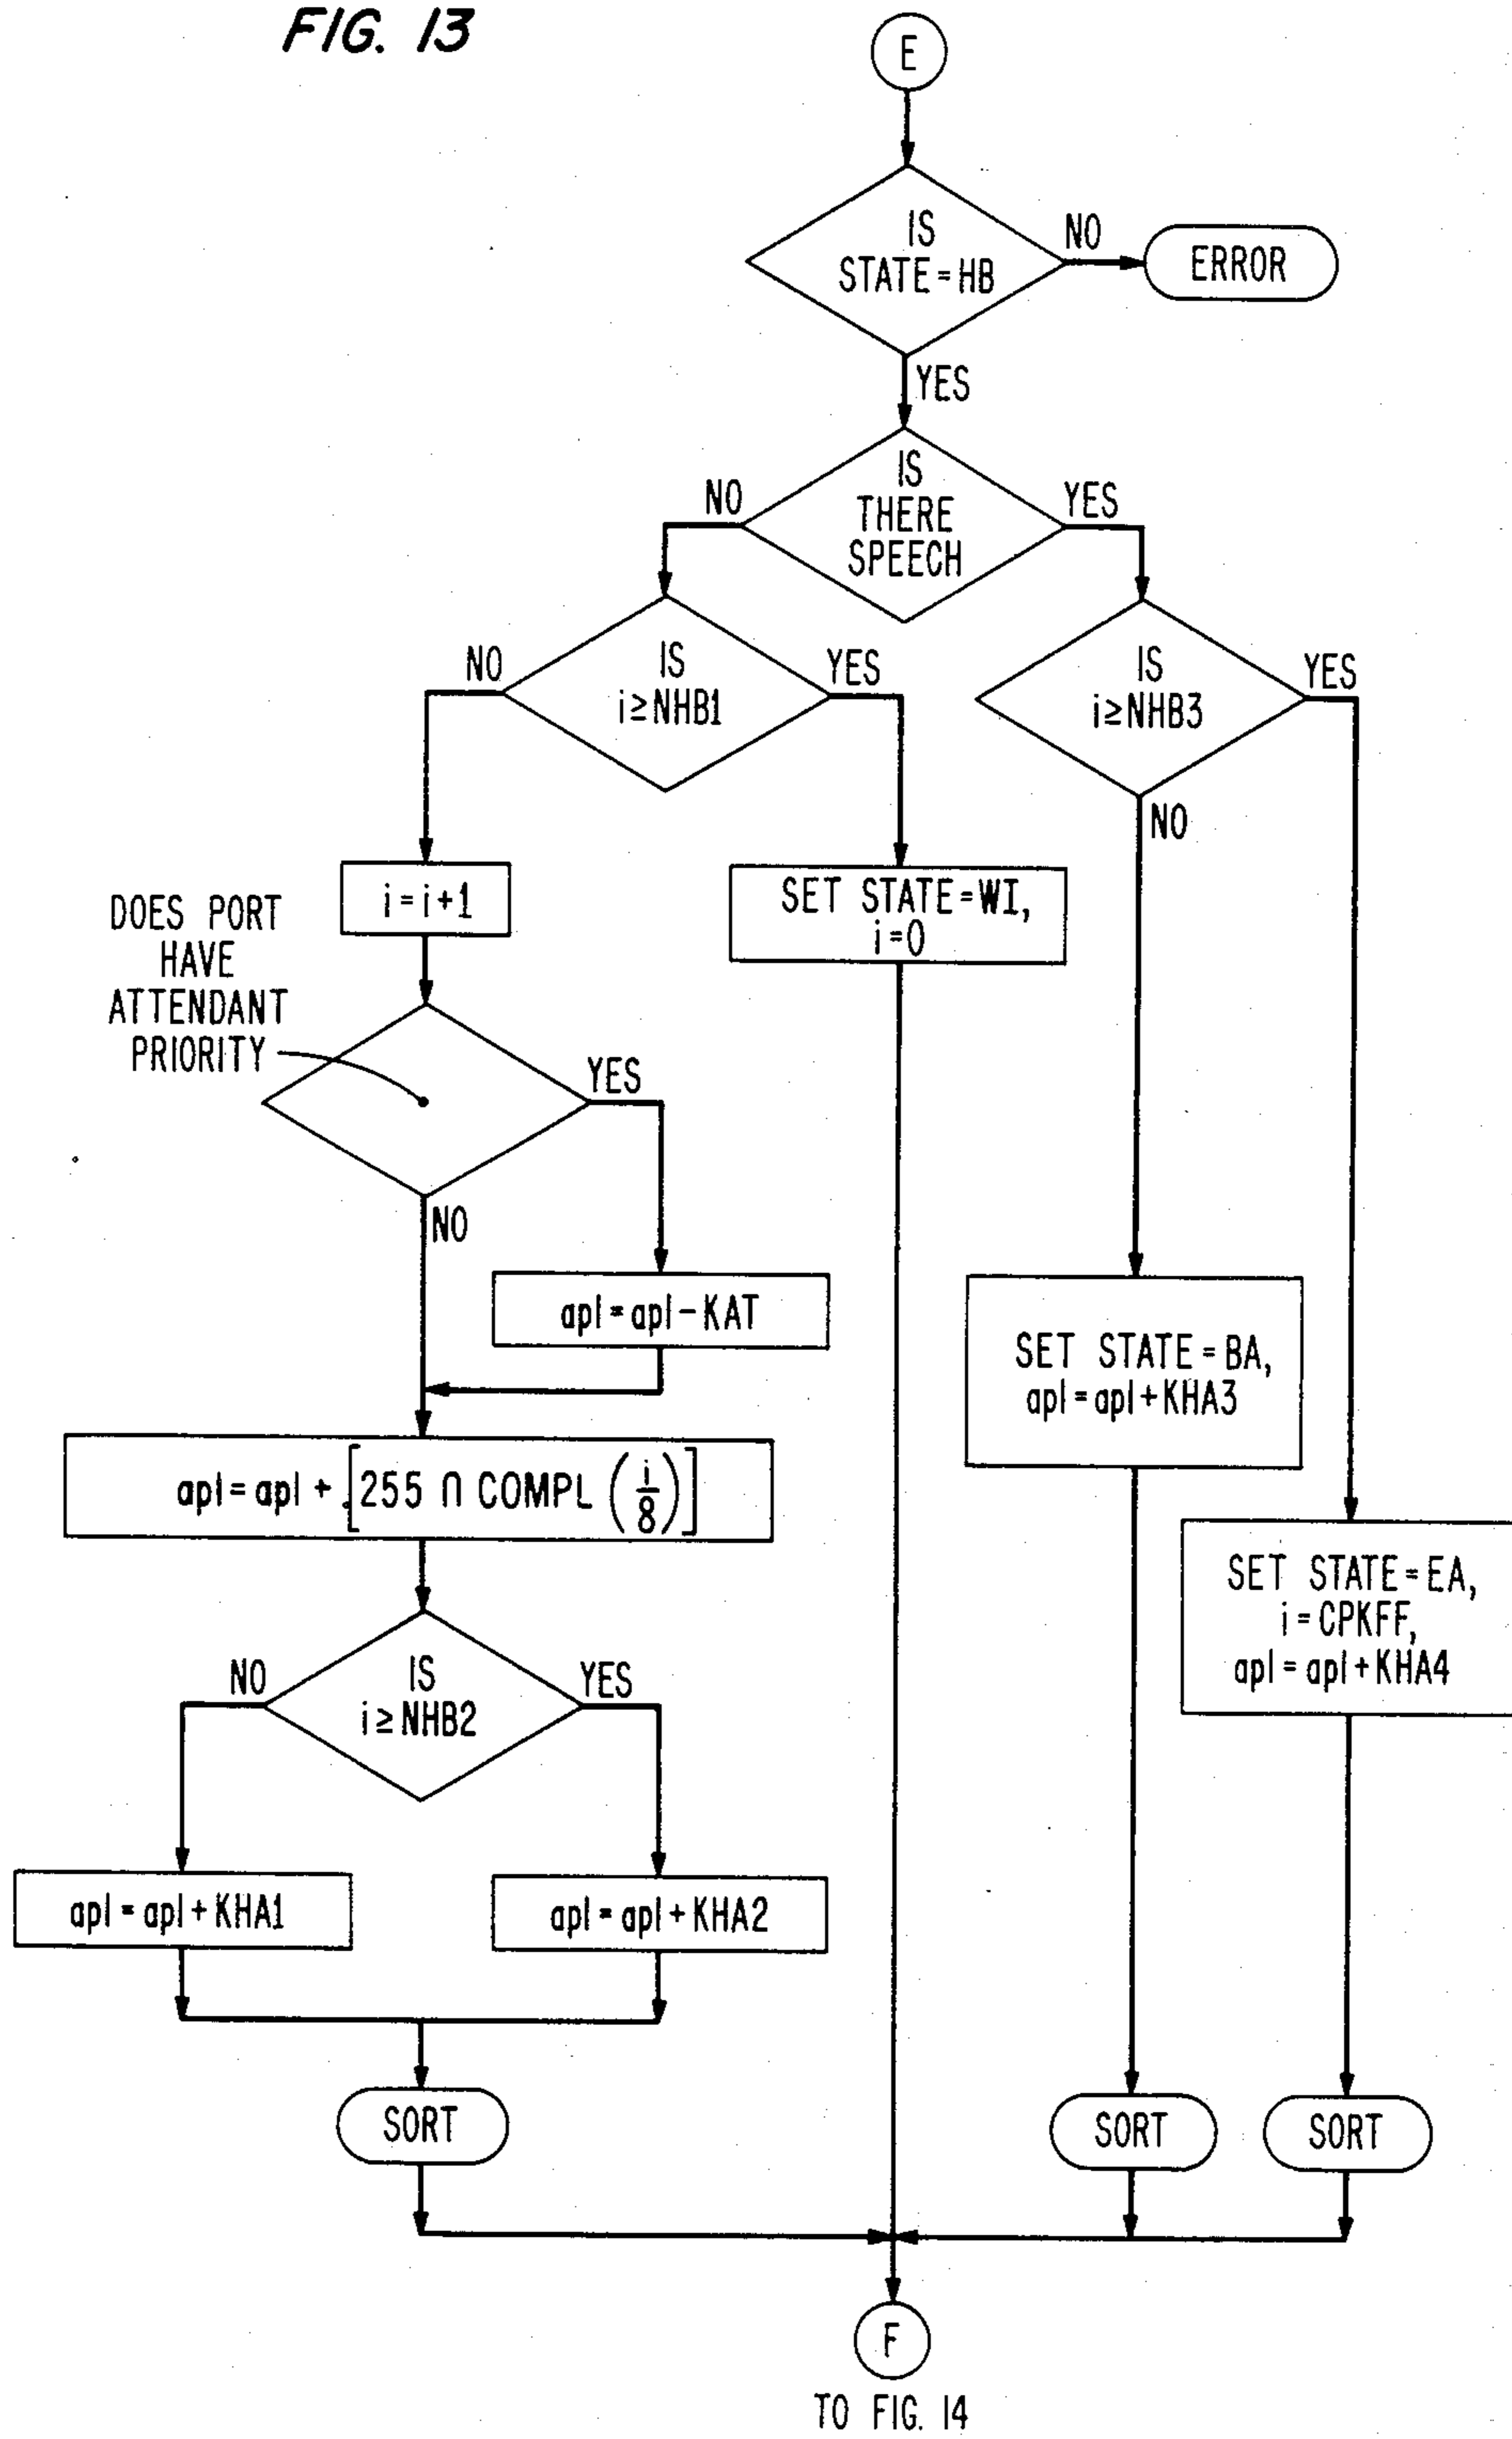 FIG. 13
E
IS
STATE = HB
NO
ERROR
YES
IS
THERE
SPEECH
NO
YES
IS
i ≥ NHB1
NO
YES
IS
i ≥ NHB3
YES
NO
i = i + 1
SET STATE = WI,
i = 0
DOES PORT
HAVE
ATTENDANT
PRIORITY
YES
NO
apl = apl - KAT
SET STATE = BA,
apl = apl + KHA3
apl = apl + [255 ∩ COMPL (i/8)]
SET STATE = EA,
i = CPKFF,
apl = apl + KHA4
IS
i ≥ NHB2
NO
YES
apl = apl + KHA1
apl = apl + KHA2
SORT
SORT
SORT
F
TO FIG. 14